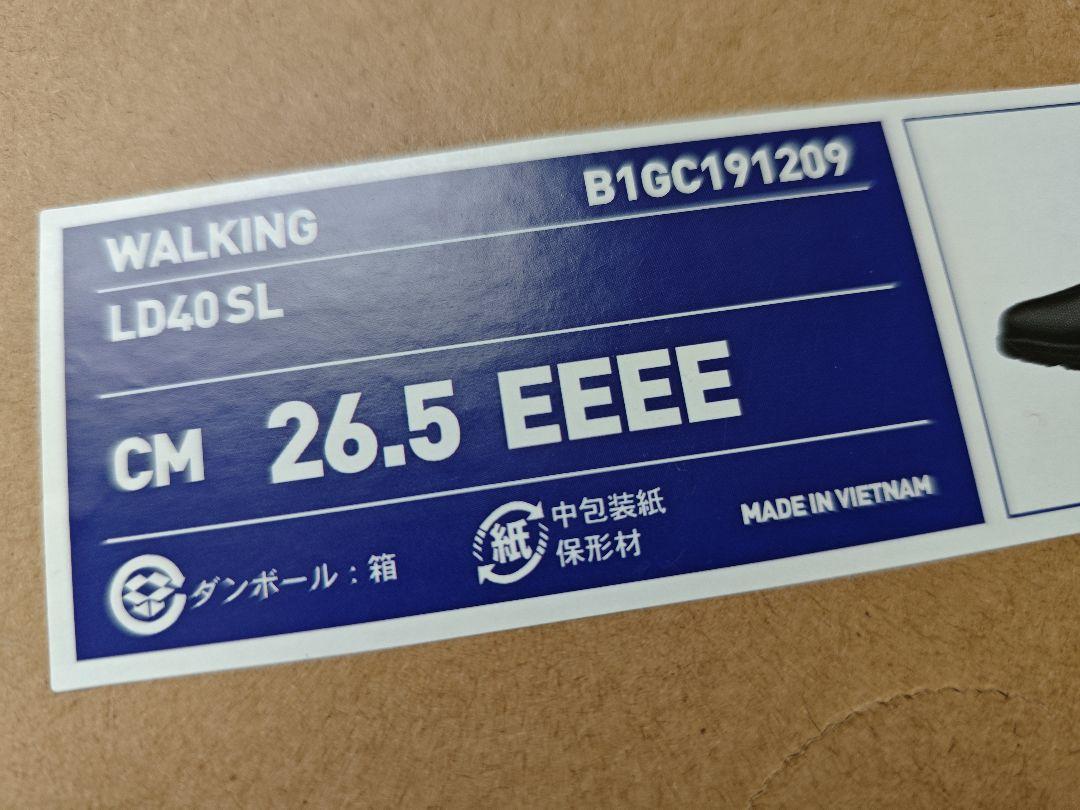 WALKING B1GC191209
LD40 SL
CM 26.5 EEEE
ダンボール：箱
紙 中包装紙
保形材
MADE IN VIETNAM